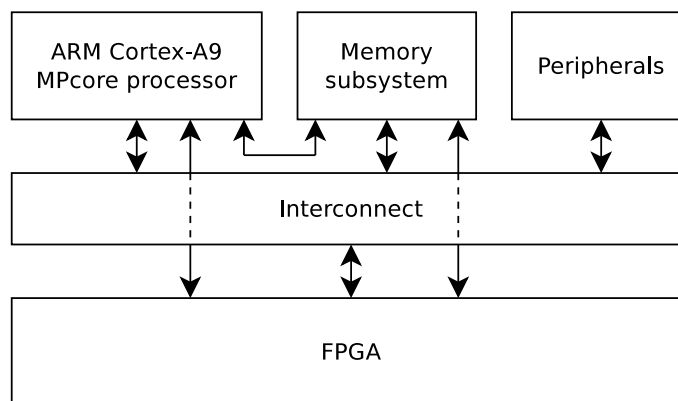 ARM Cortex-A9
MPcore processor
Memory
subsystem
Peripherals
Interconnect
FPGA